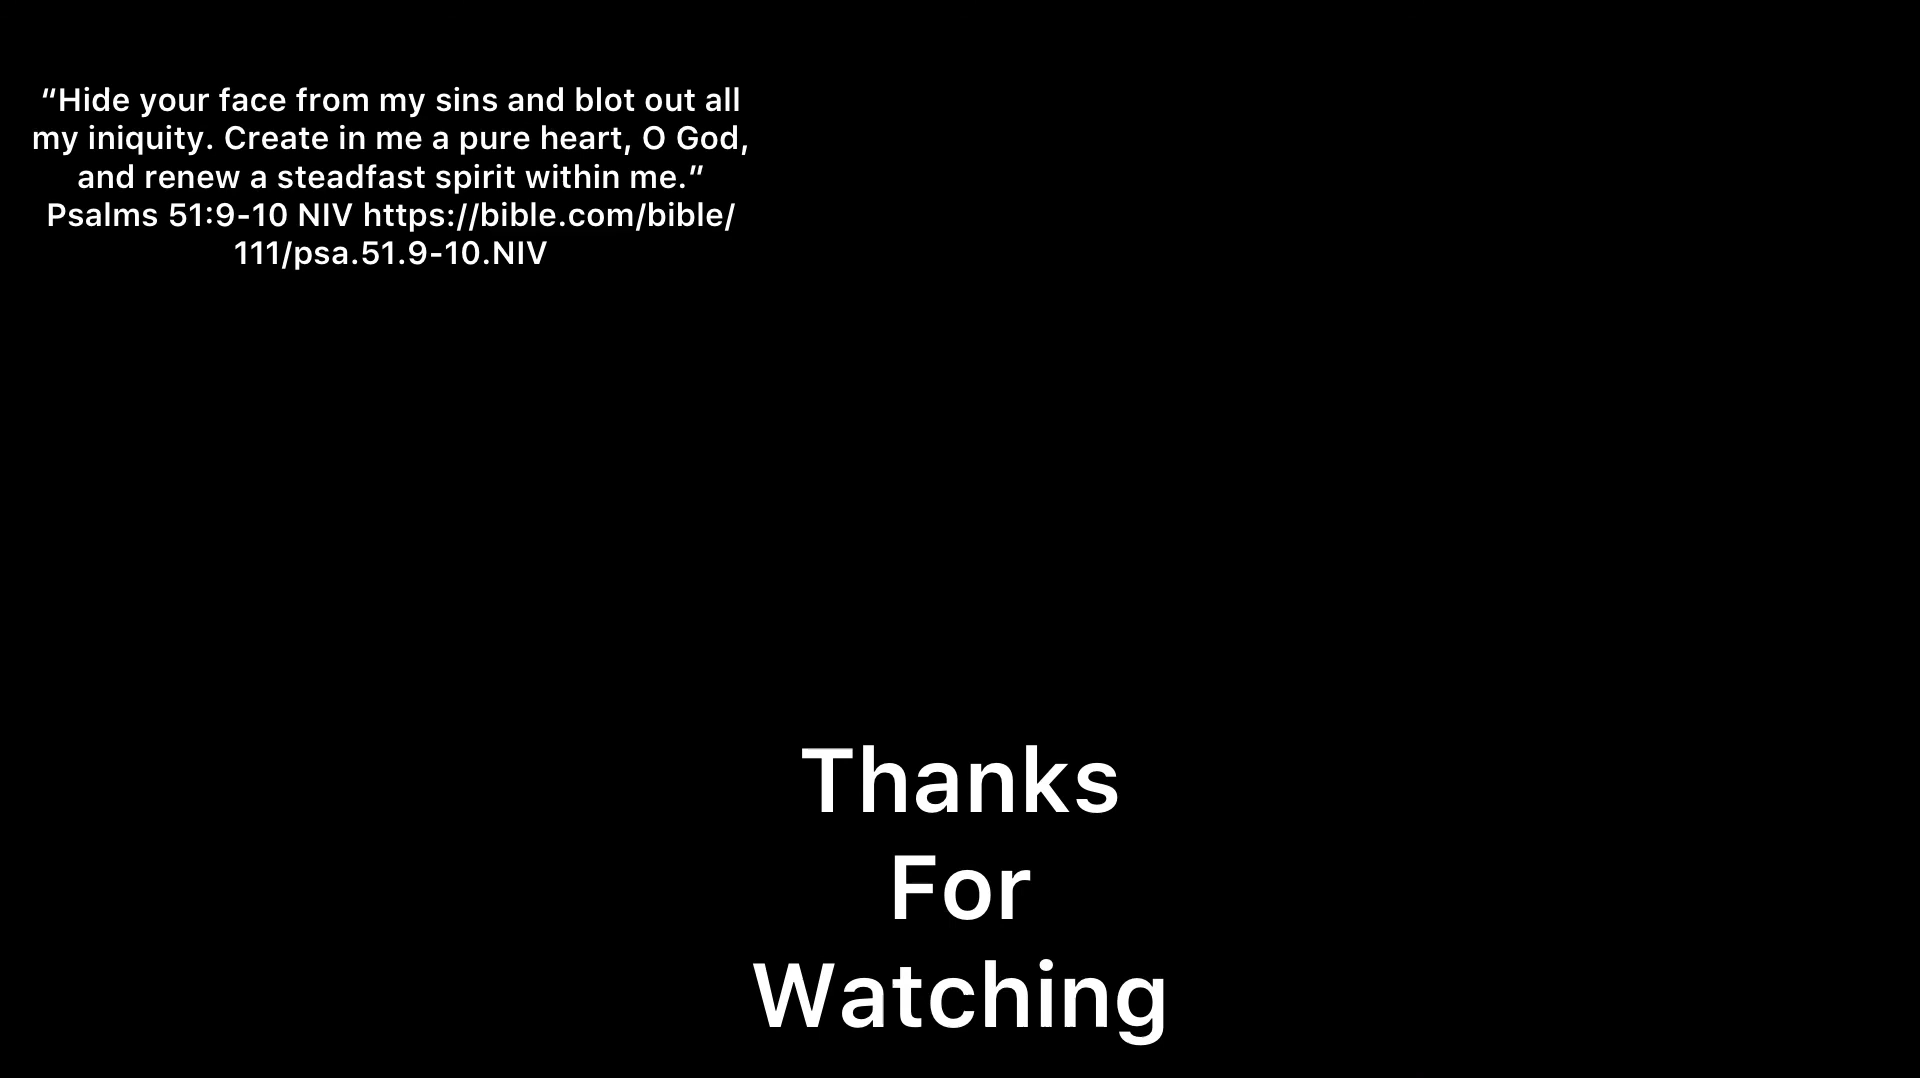 “Hide your face from my sins and blot out all
my iniquity. Create in me a pure heart, O God,
and renew a steadfast spirit within me.”
Psalms 51:9-10 NIV https://bible.com/bible/
111/psa.51.9-10.NIV
Thanks
For
Watching